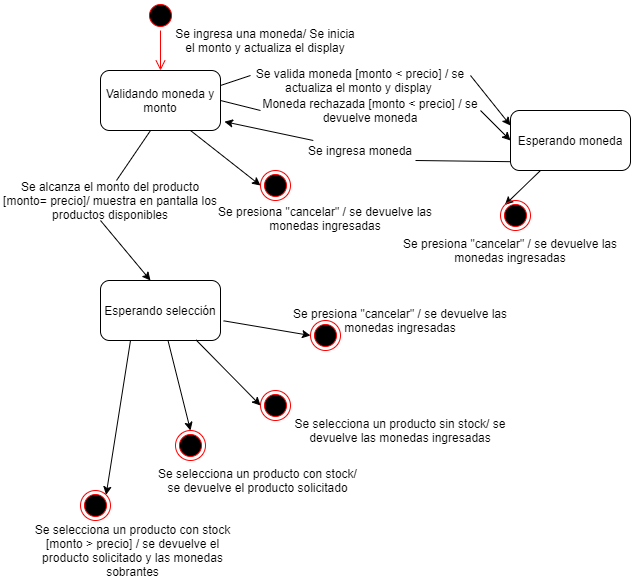 Se ingresa una moneda/ Se inicia
el monto y actualiza el display
Validando moneda y
monto
Se valida moneda [monto < precio] / se
actualiza el monto y display
Moneda rechazada [monto < precio] / se
devuelve moneda
Esperando moneda
Se ingresa moneda
Se alcanza el monto del producto
[monto= precio]/ muestra en pantalla los
productos disponibles
Se presiona "cancelar" / se devuelve las
monedas ingresadas
Se presiona "cancelar" / se devuelve las
monedas ingresadas
Esperando selección
Se presiona "cancelar" / se devuelve las
monedas ingresadas
Se selecciona un producto sin stock/ se
devuelve las monedas ingresadas
Se selecciona un producto con stock/
se devuelve el producto solicitado
Se selecciona un producto con stock
[monto > precio] / se devuelve el
producto solicitado y las monedas
sobrantes